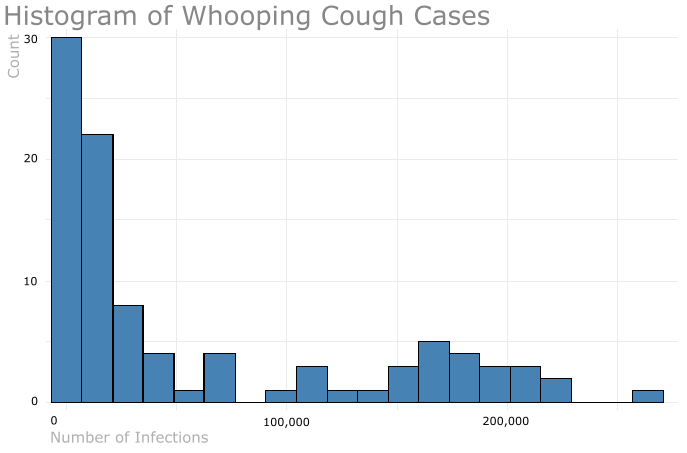 Histogram of Whooping Cough Cases
Count
30
20
10
0
0 100,000 200,000
Number of Infections